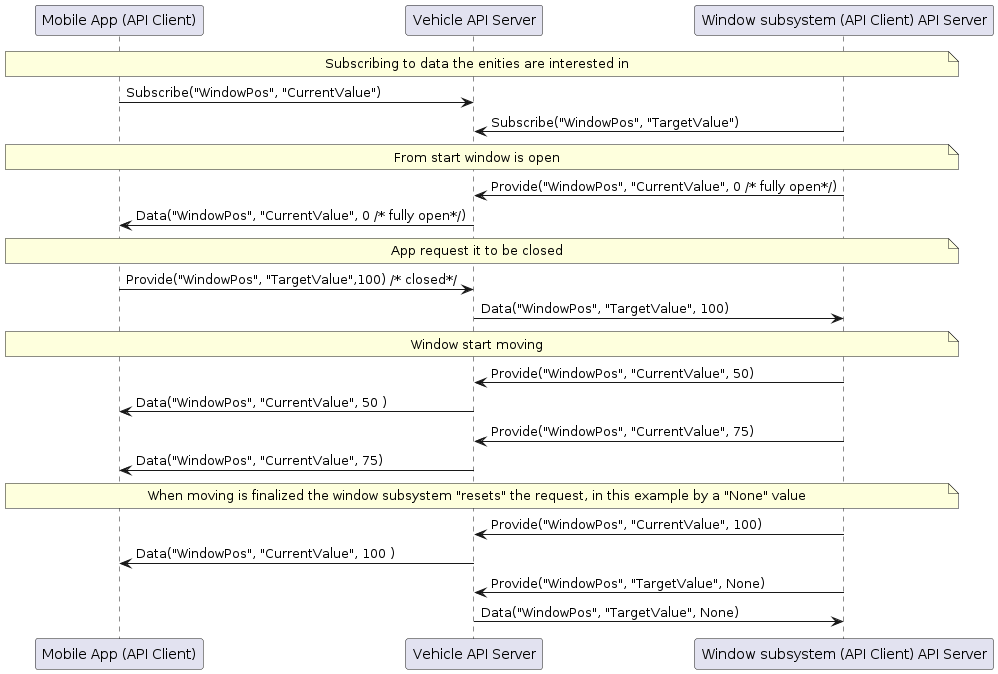 Mobile App (API Client) Vehicle API Server Window subsystem (API Client) API Server
Subscribing to data the enities are interested in
Subscribe("WindowPos", "CurrentValue")
Subscribe("WindowPos", "TargetValue")
From start window is open
Provide("WindowPos", "CurrentValue", 0 /* fully open*/)
Data("WindowPos", "CurrentValue", 0 /* fully open*/)
App request it to be closed
Provide("WindowPos", "TargetValue",100) /* closed*/
Data("WindowPos", "TargetValue", 100)
Window start moving
Provide("WindowPos", "CurrentValue", 50)
Data("WindowPos", "CurrentValue", 50 )
Provide("WindowPos", "CurrentValue", 75)
Data("WindowPos", "CurrentValue", 75)
When moving is finalized the window subsystem "resets" the request, in this example by a "None" value
Provide("WindowPos", "CurrentValue", 100)
Data("WindowPos", "CurrentValue", 100 )
Provide("WindowPos", "TargetValue", None)
Data("WindowPos", "TargetValue", None)
Mobile App (API Client) Vehicle API Server Window subsystem (API Client) API Server